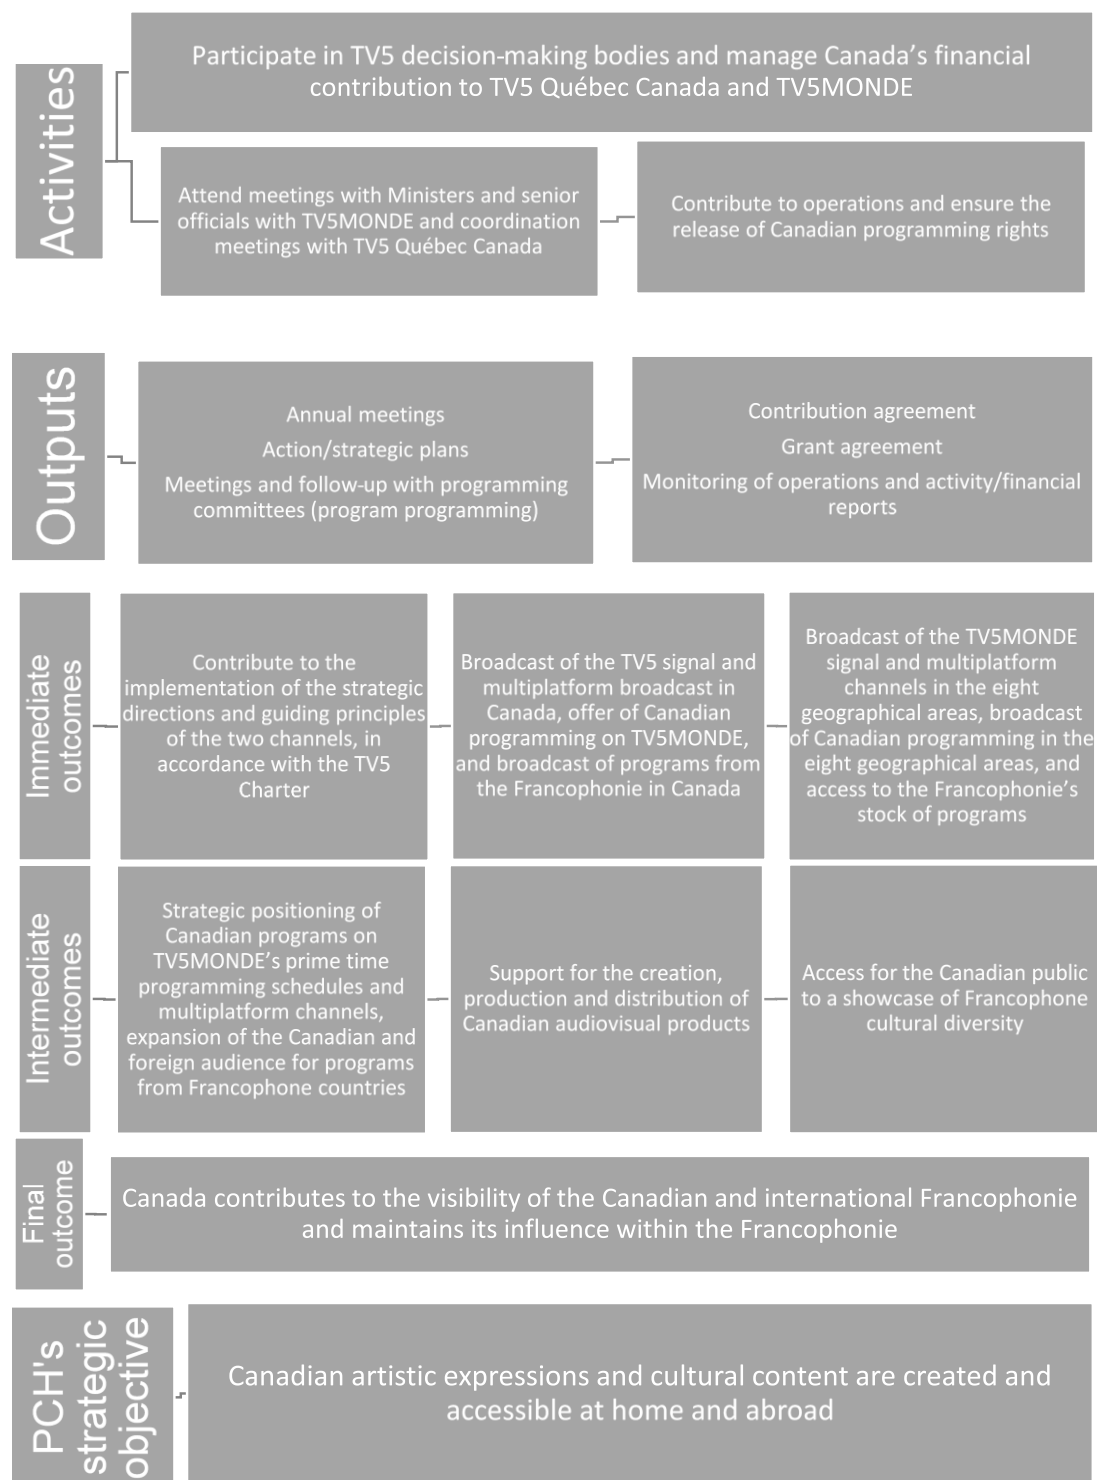 Activities
Participate in TV5 decision-making bodies and manage Canada's financial
contribution to TV5 Québec Canada and TV5MONDE
Attend meetings with Ministers and senior
officials with TV5MONDE and coordination
meetings with TV5 Québec Canada
Contribute to operations and ensure the
release of Canadian programming rights
Outputs
Annual meetings
Action/strategic plans
Meetings and follow-up with programming
committees (program programming)
Contribution agreement
Grant agreement
Monitoring of operations and activity/financial
reports
Immediate
outcomes
Contribute to the
implementation of the strategic
directions and guiding principles
of the two channels, in
accordance with the TV5
Charter
Broadcast of the TV5 signal and
multiplatform broadcast in
Canada, offer of Canadian
programming on TV5MONDE,
and broadcast of programs from
the Francophonie in Canada
Broadcast of the TV5MONDE
signal and multiplatform
channels in the eight
geographical areas, broadcast
of Canadian programming in the
eight geographical areas, and
access to the Francophonie's
stock of programs
Intermediate
outcomes
Strategic positioning of
Canadian programs on
TV5MONDE's prime time
programming schedules and
multiplatform channels,
expansion of the Canadian and
foreign audience for programs
from Francophone countries
Support for the creation,
production and distribution of
Canadian audiovisual products
Access for the Canadian public
to a showcase of Francophone
cultural diversity
Final
outcome
Canada contributes to the visibility of the Canadian and international Francophonie
and maintains its influence within the Francophonie
PCH's
strategic
objective
Canadian artistic expressions and cultural content are created and
accessible at home and abroad